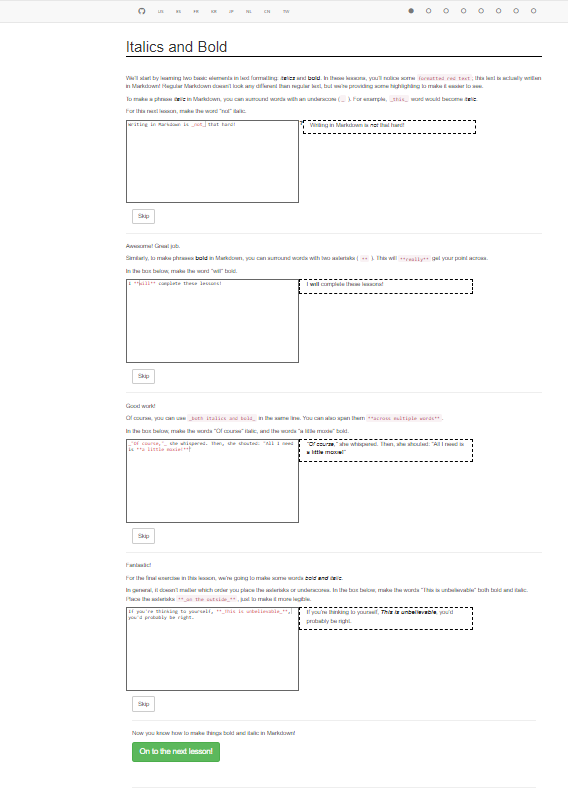 US ES FR KR JP NL CN TW
Italics and Bold
We'll start by learning two basic elements in text formatting: italics and bold. In these lessons, you'll notice some formatted red text, this text is actually written
in Markdown! Regular Markdown doesn't look any different than regular text, but we're providing some highlighting to make it easier to see.
To make a phrase italic in Markdown, you can surround words with an underscore ( _ ). For example, _this_ word would become italic.
For this next lesson, make the word "not" italic.
Writing in Markdown is _not_ that hard!
Writing in Markdown is not that hard!
Skip
Awesome! Great job.
Similarly, to make phrases bold in Markdown, you can surround words with two asterisks ( ** ). This will **really** get your point across.
In the box below, make the word "will" bold.
I **will** complete these lessons!
I will complete these lessons!
Skip
Good work!
Of course, you can use _both italics and bold_ in the same line. You can also span them **across multiple words**.
In the box below, make the words "Of course" italic, and the words "a little moxie" bold.
_"Of course,"_ she whispered. Then, she shouted: "All I need
is **a little moxie!**"
"Of course," she whispered. Then, she shouted: "All I need is
a little moxie!"
Skip
Fantastic!
For the final exercise in this lesson, we're going to make some words bold and italic.
In general, it doesn't matter which order you place the asterisks or underscores. In the box below, make the words "This is unbelievable" both bold and italic.
Place the asterisks **_on the outside_**, just to make it more legible.
If you're thinking to yourself, **_This is unbelievable_**,
you'd probably be right.
If you're thinking to yourself, This is unbelievable, you'd
probably be right.
Skip
Now you know how to make things bold and italic in Markdown!
On to the next lesson!